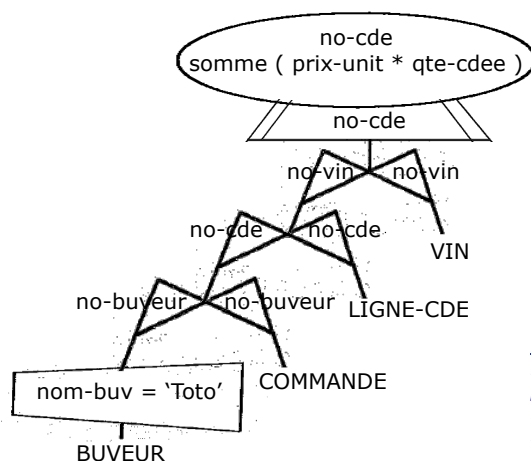 no-cde
somme ( prix-unit * qte-cdee )
no-cde
no-vin no-vin
VIN
no-cde no-cde
LIGNE-CDE
no-buveur no-buveur
COMMANDE
nom-buv = ‘Toto’
BUVEUR